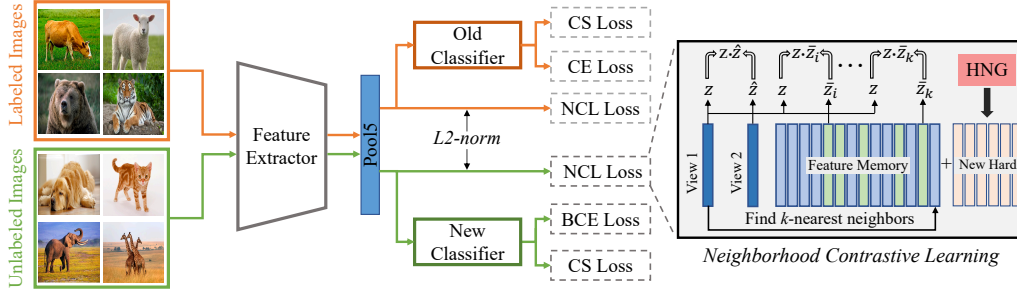 Labeled Images
Unlabeled Images
Feature
Extractor
Pool5
Old
Classifier
L2-norm
New
Classifier
CS Loss
CE Loss
NCL Loss
NCL Loss
BCE Loss
CS Loss
z·ẑ z·z̄ᵢ ··· z·z̄ₖ
z ẑ z z̄ᵢ z z̄ₖ
HNG
View 1
View 2
Feature Memory
+
New Hard
Find k-nearest neighbors
Neighborhood Contrastive Learning